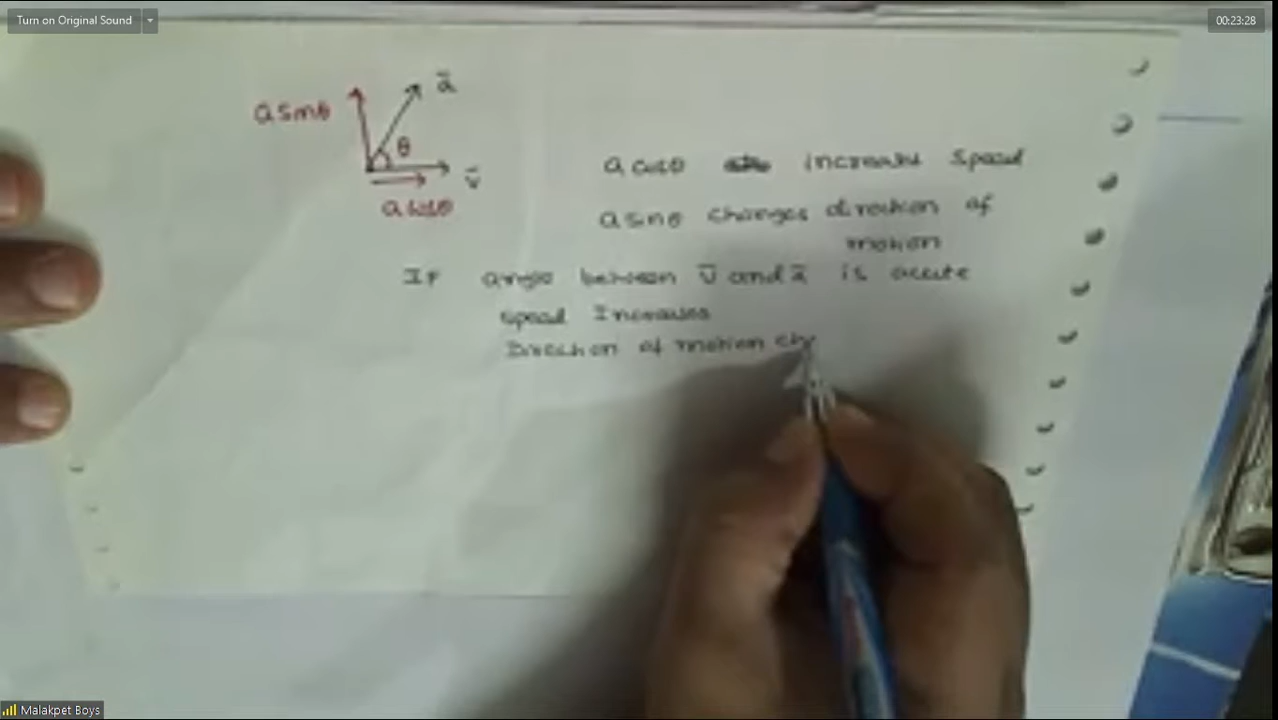 Turn on Original Sound
00:23:28
a sinθ
a̅
θ
v̅
a cosθ
a cosθ increases speed
a sinθ changes direction of
motion
If angle between v̅ and a̅ is acute
speed Increases
Direction of motion ch
Malakpet Boys